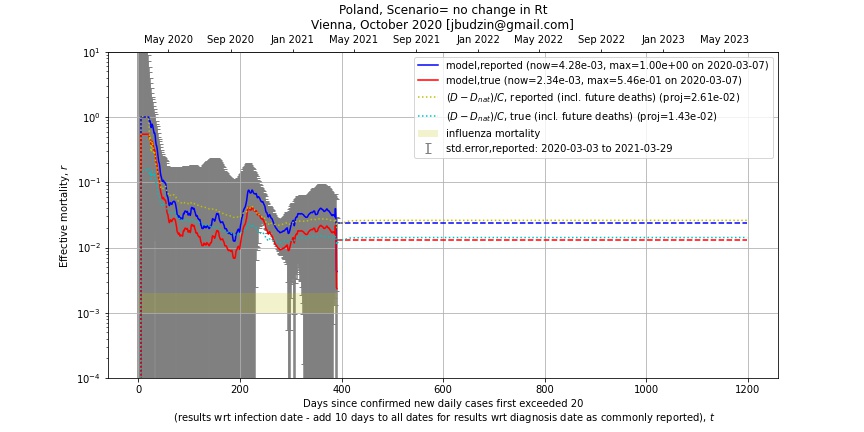 Poland, Scenario= no change in Rt
Vienna, October 2020 [jbudzin@gmail.com]
May 2020 Sep 2020 Jan 2021 May 2021 Sep 2021 Jan 2022 May 2022 Sep 2022 Jan 2023 May 2023
10¹
10⁰
10⁻¹
10⁻²
10⁻³
10⁻⁴
Effective mortality, r
model,reported (now=4.28e-03, max=1.00e+00 on 2020-03-07)
model,true (now=2.34e-03, max=5.46e-01 on 2020-03-07)
(D − Dnat)/C, reported (incl. future deaths) (proj=2.61e-02)
(D − Dnat)/C, true (incl. future deaths) (proj=1.43e-02)
influenza mortality
std.error,reported: 2020-03-03 to 2021-03-29
0 200 400 600 800 1000 1200
Days since confirmed new daily cases first exceeded 20
(results wrt infection date - add 10 days to all dates for results wrt diagnosis date as commonly reported), t